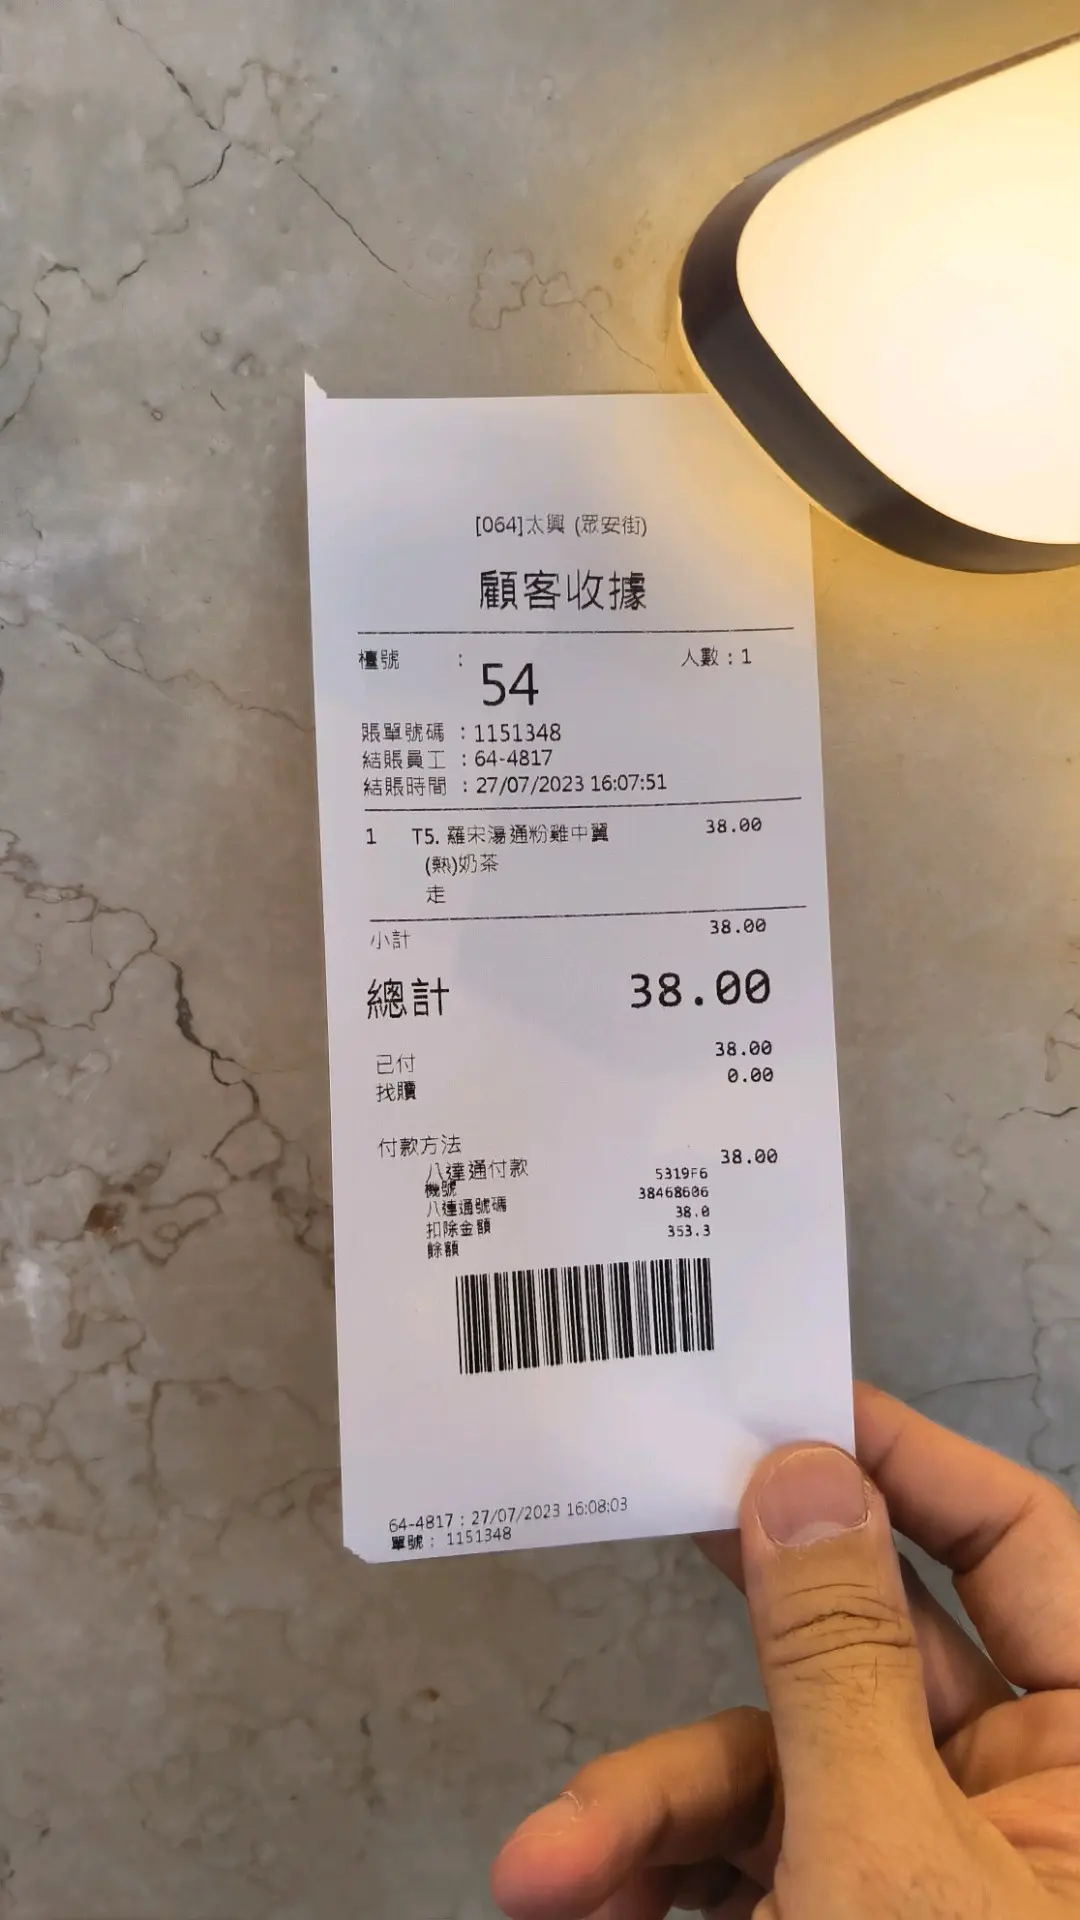 [064]太興 (眾安街)
顧客收據
檯號 : 54 人數：1
賬單號碼 ：1151348
結賬員工 ：64-4817
結賬時間 ：27/07/2023 16:07:51
1 T5. 羅宋湯通粉雞中翼 38.00
(熱)奶茶
走
小計 38.00
總計 38.00
已付 38.00
找贖 0.00
付款方法
八達通付款 38.00
機號 5319F6
八達通號碼 38468606
扣除金額 38.0
餘額 353.3
64-4817：27/07/2023 16:08:03
單號： 1151348